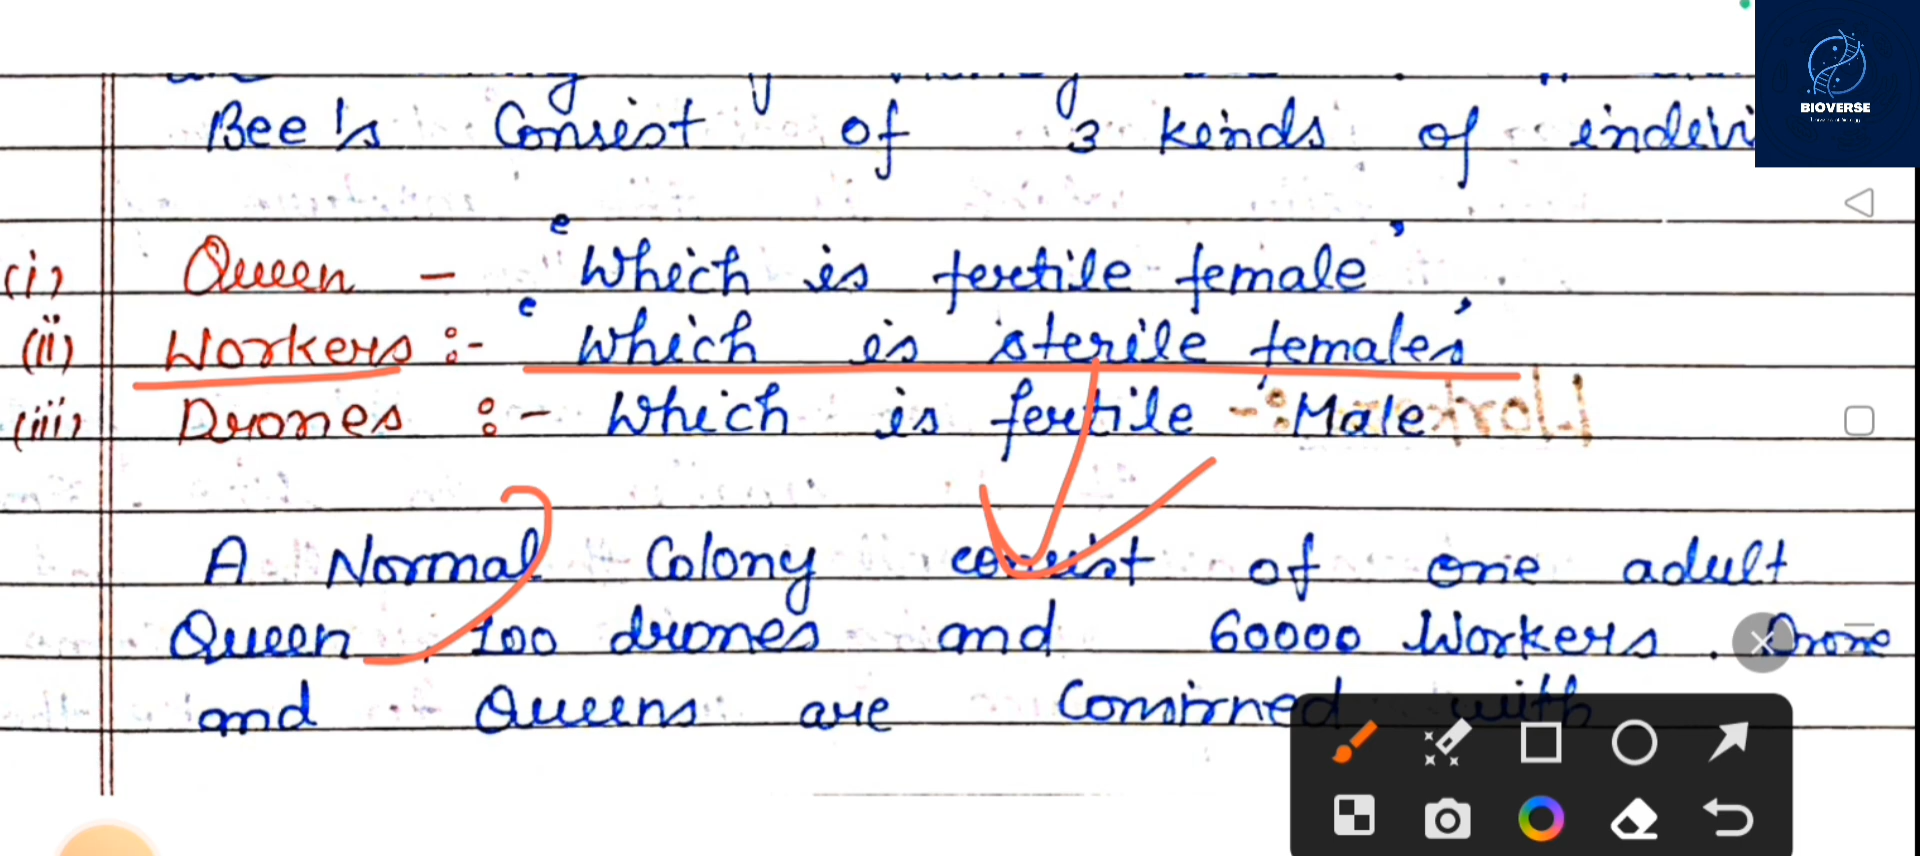 Bee's Consist of 3 kinds of indevi
BIOVERSE
(i) Queen - "Which is fertile female"
(ii) Workers :- "Which is sterile females"
(iii) Drones :- Which is fertile Male
A Normal Colony consist of one adult
Queen, 100 drones and 60000 Workers. Drone
and Queens are with